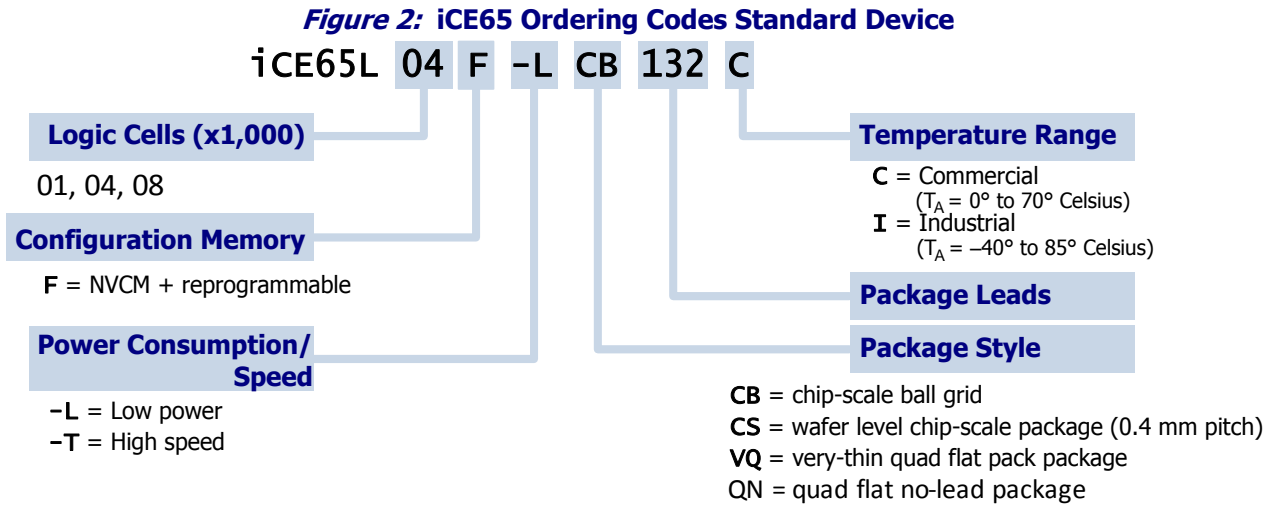 Figure 2: iCE65 Ordering Codes Standard Device
iCE65L 04 F -L CB 132 C
Logic Cells (x1,000)
01, 04, 08
Configuration Memory
F = NVCM + reprogrammable
Power Consumption/
Speed
-L = Low power
-T = High speed
Temperature Range
C = Commercial
(TA = 0° to 70° Celsius)
I = Industrial
(TA = –40° to 85° Celsius)
Package Leads
Package Style
CB = chip-scale ball grid
CS = wafer level chip-scale package (0.4 mm pitch)
VQ = very-thin quad flat pack package
QN = quad flat no-lead package